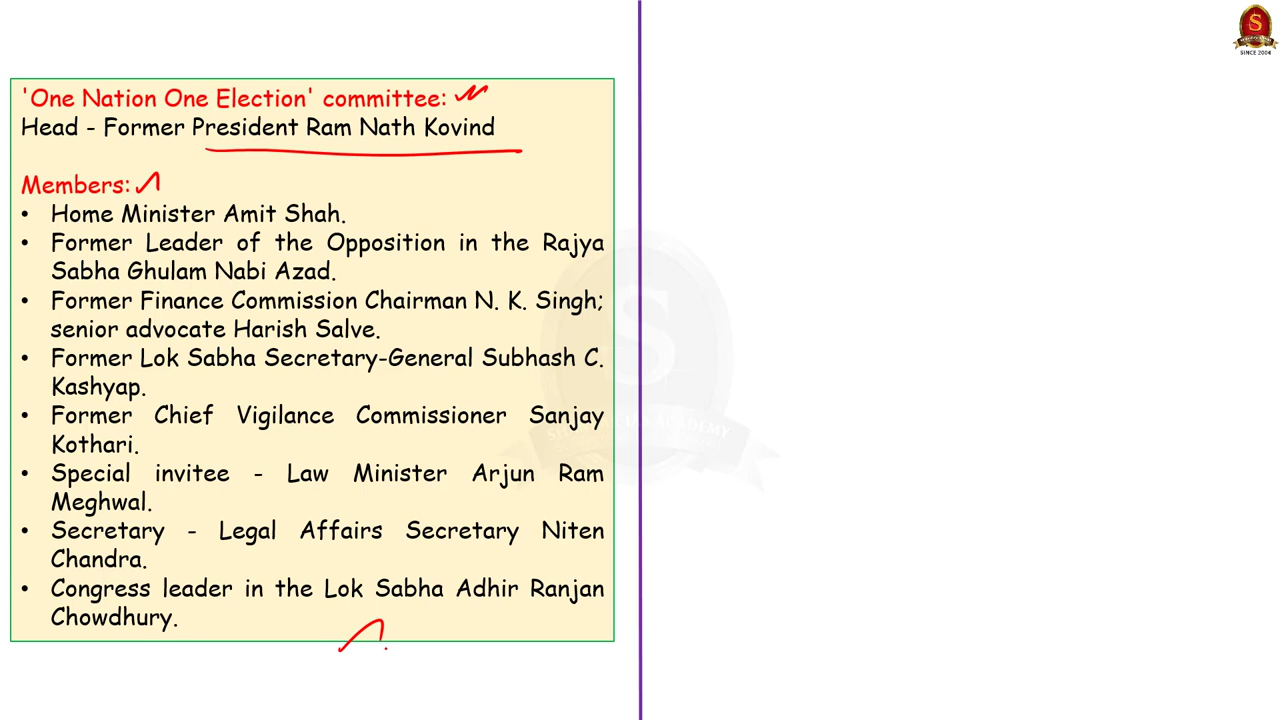 S
SINCE 2004
'One Nation One Election' committee:
Head - Former President Ram Nath Kovind
Members:
• Home Minister Amit Shah.
• Former Leader of the Opposition in the Rajya
Sabha Ghulam Nabi Azad.
• Former Finance Commission Chairman N. K. Singh;
senior advocate Harish Salve.
• Former Lok Sabha Secretary-General Subhash C.
Kashyap.
• Former Chief Vigilance Commissioner Sanjay
Kothari.
• Special invitee - Law Minister Arjun Ram
Meghwal.
• Secretary - Legal Affairs Secretary Niten
Chandra.
• Congress leader in the Lok Sabha Adhir Ranjan
Chowdhury.